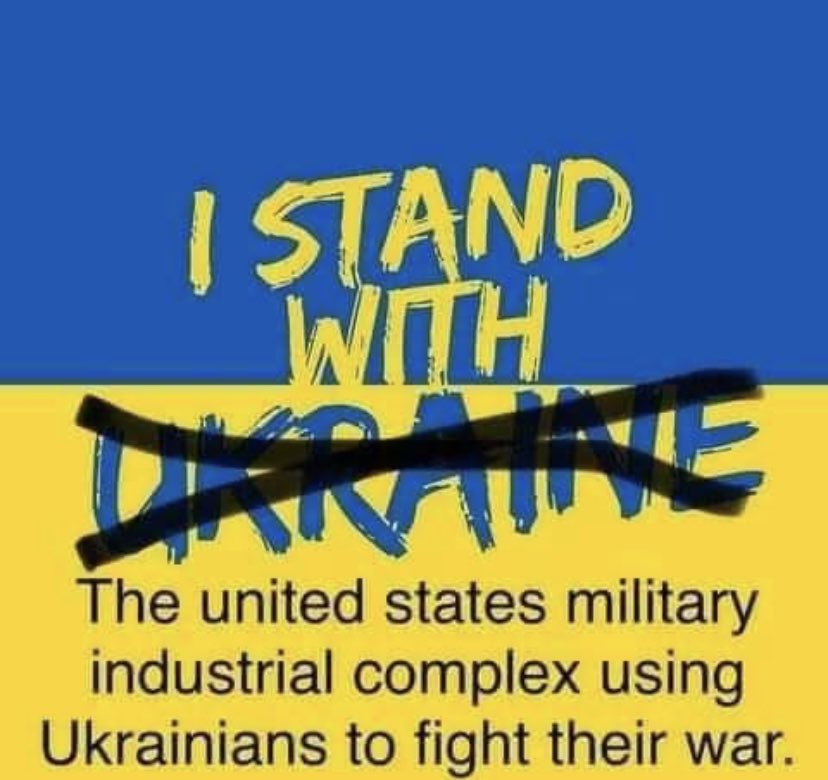 I STAND
WITH
UKRAINE
The united states military
industrial complex using
Ukrainians to fight their war.